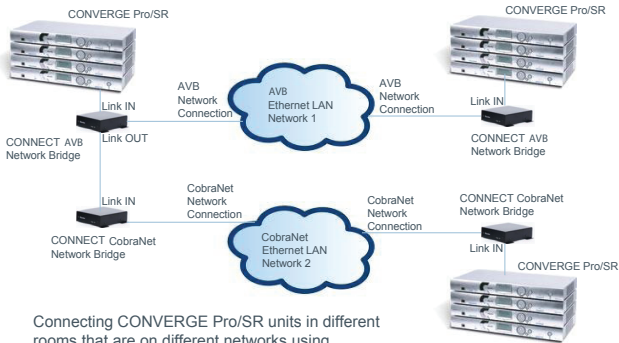 CONVERGE Pro/SR
CONVERGE Pro/SR
Link IN
AVB
Network
Connection
AVB
Ethernet LAN
Network 1
AVB
Network
Connection
Link IN
CONNECT AVB
Network Bridge
Link OUT
CONNECT AVB
Network Bridge
Link IN
CobraNet
Network
Connection
CobraNet
Network
Connection
CONNECT CobraNet
Network Bridge
CONNECT CobraNet
Network Bridge
CobraNet
Ethernet LAN
Network 2
Link IN
CONVERGE Pro/SR
Connecting CONVERGE Pro/SR units in different
rooms that are on different networks using